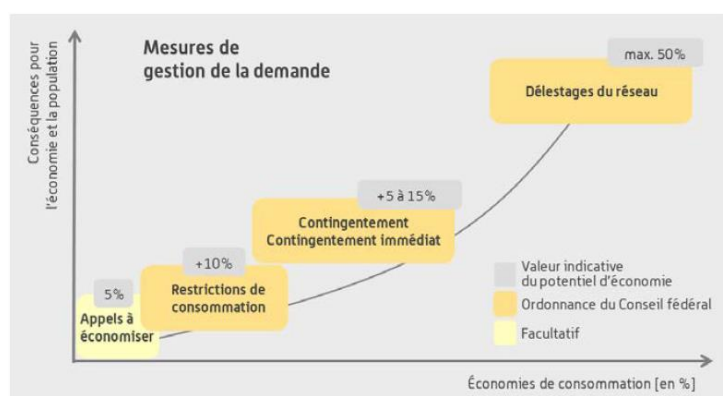 Mesures de
gestion de la demande
Conséquences pour
l'économie et la population
max. 50%
Délestages du réseau
+5 à 15%
Contingentement
Contingentement immédiat
+10%
Restrictions de
consommation
5%
Appels à
économiser
Valeur indicative
du potentiel d'économie
Ordonnance du Conseil fédéral
Facultatif
Économies de consommation [en %]